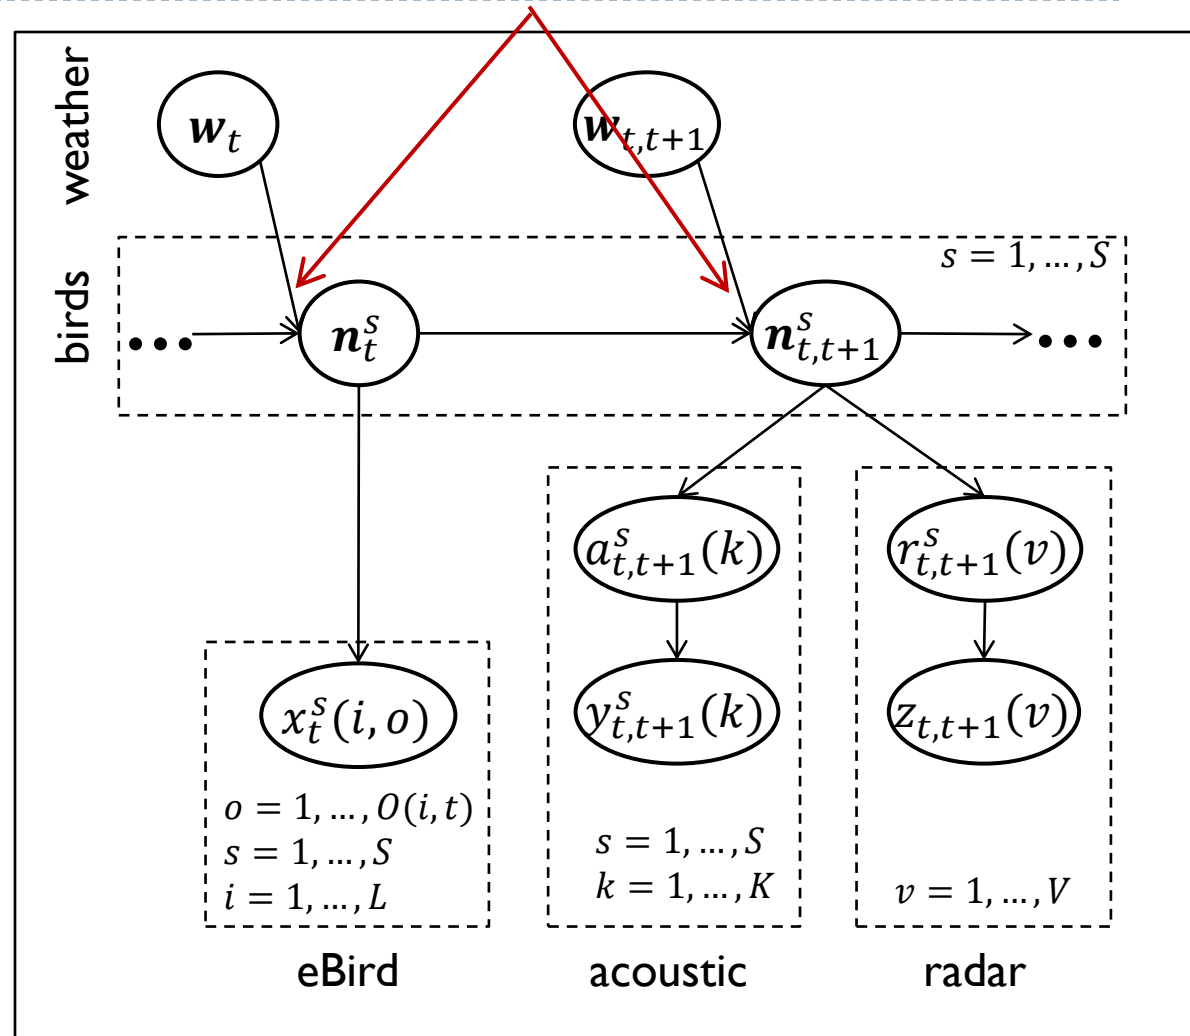 weather
𝒘_t
𝒘_{t,t+1}
birds
s = 1, … , S
•••
𝒏_t^s
𝒏_{t,t+1}^s
•••
a_{t,t+1}^s(k)
r_{t,t+1}^s(v)
x_t^s(i, o)
y_{t,t+1}^s(k)
z_{t,t+1}(v)
o = 1, … , O(i, t)
s = 1, … , S
i = 1, … , L
s = 1, … , S
k = 1, … , K
v = 1, … , V
eBird
acoustic
radar